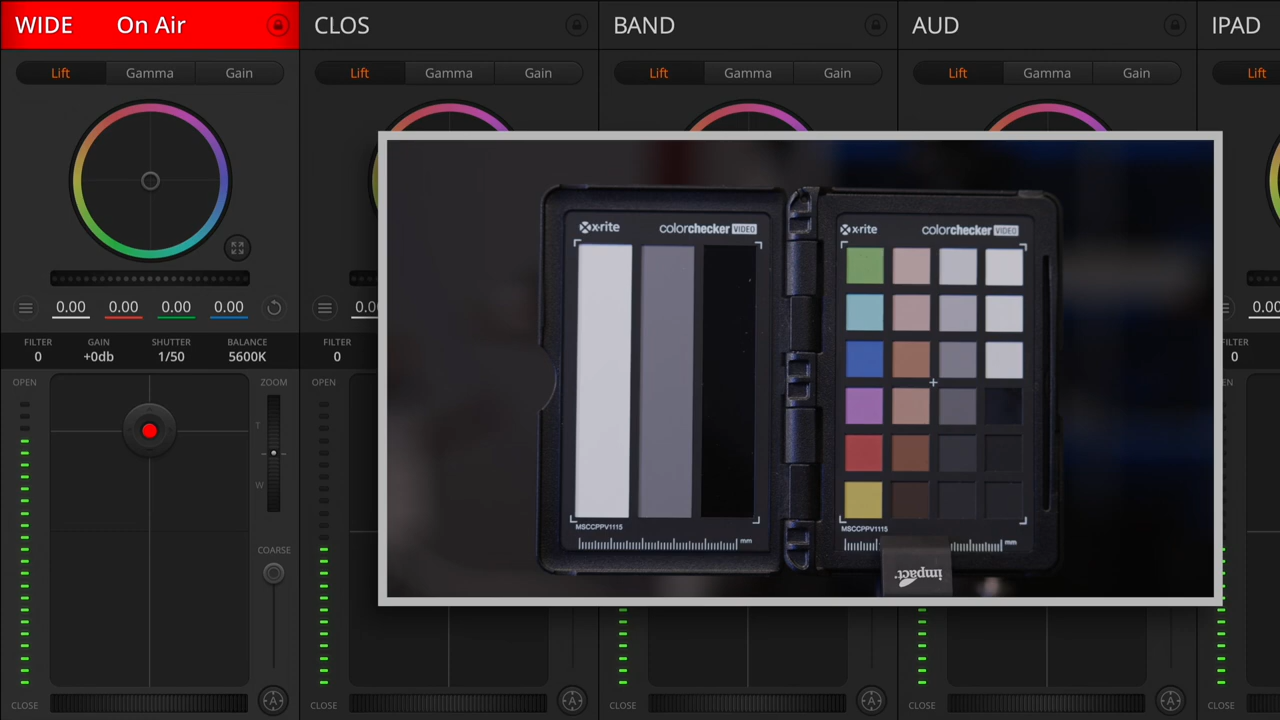 WIDE On Air CLOS BAND AUD IPAD
Lift Gamma Gain Lift Gamma Gain Lift Gamma Gain Lift Gamma Gain Lift
x·rite colorchecker VIDEO x·rite colorchecker VIDEO
0.00 0.00 0.00 0.00
FILTER GAIN SHUTTER BALANCE FILTER
0 +0db 1/50 5600K 0 0
OPEN ZOOM OPEN
T
W
MSCCPPV1115 MSCCPPV1115
mm mm
COARSE
impact
CLOSE A CLOSE A CLOSE A CLOSE A CLOSE